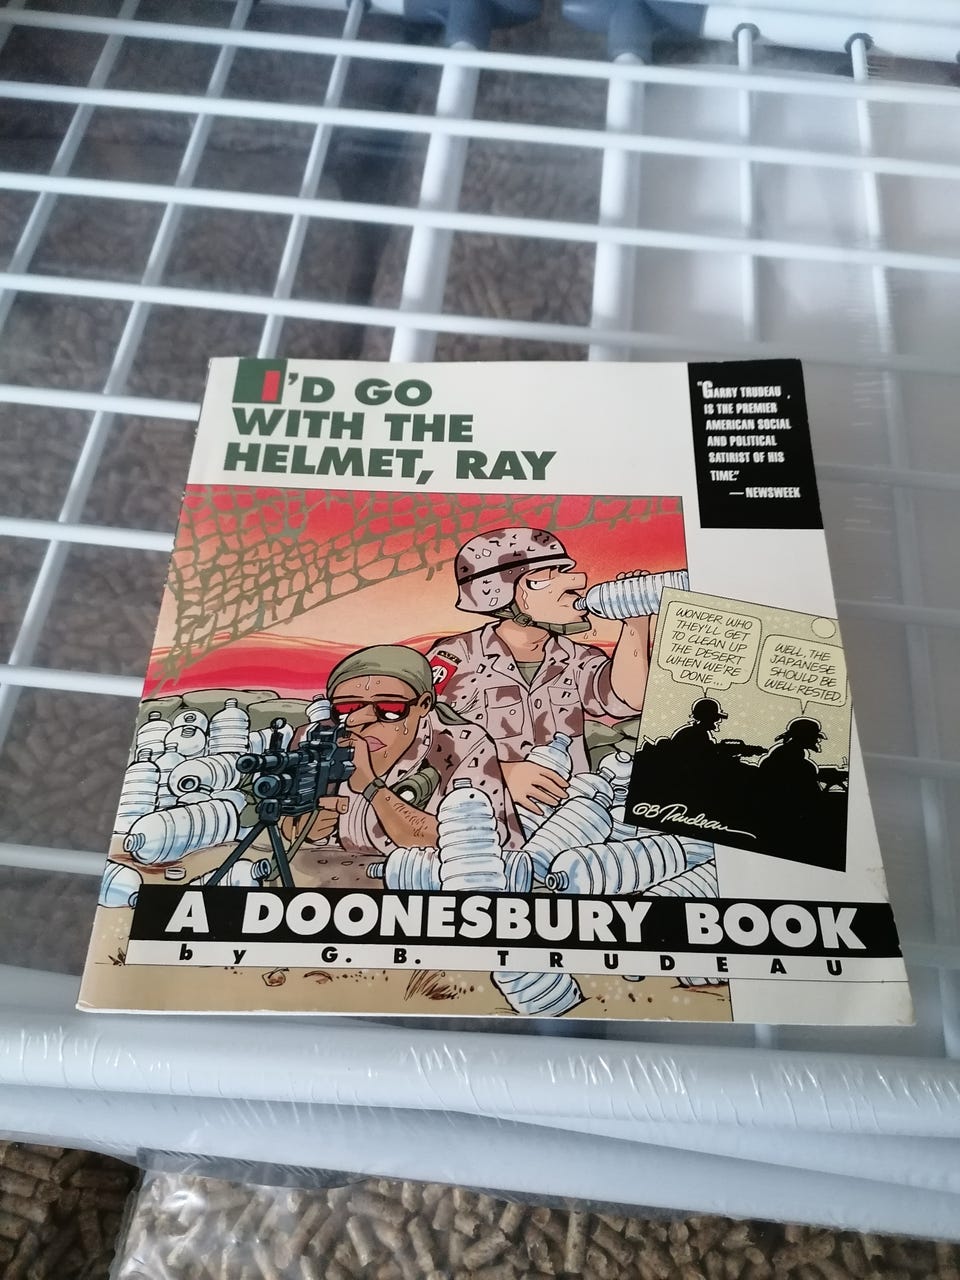 I'D GO
WITH THE
HELMET, RAY
"GARRY TRUDEAU
IS THE PREMIER
AMERICAN SOCIAL
AND POLITICAL
SATIRIST OF HIS
TIME."
—NEWSWEEK
WONDER WHO
THEY'LL GET
TO CLEAN UP
THE DESERT
WHEN WE'RE
DONE...
WELL, THE
JAPANESE
SHOULD BE
WELL-RESTED.
GB Trudeau
A DOONESBURY BOOK
by G. B. TRUDEAU